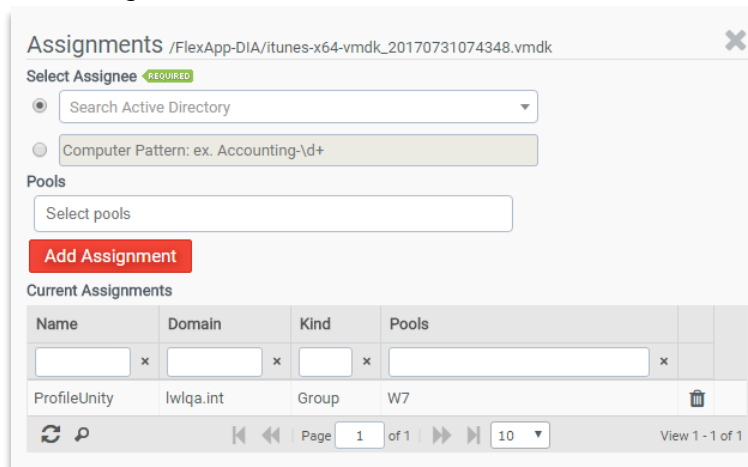 Assignments /FlexApp-DIA/itunes-x64-vmdk_20170731074348.vmdk
Select Assignee REQUIRED
Search Active Directory
Computer Pattern: ex. Accounting-\d+
Pools
Select pools
Add Assignment
Current Assignments
Name Domain Kind Pools
× × × ×
ProfileUnity lwlqa.int Group W7
Page 1 of 1 10 View 1 - 1 of 1